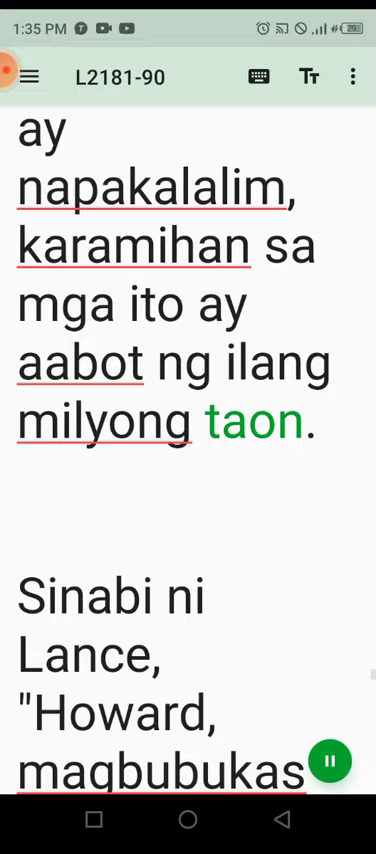 1:35 PM
29
L2181-90
ay
napakalalim,
karamihan sa
mga ito ay
aabot ng ilang
milyong taon.
Sinabi ni
Lance,
"Howard,
magbubukas